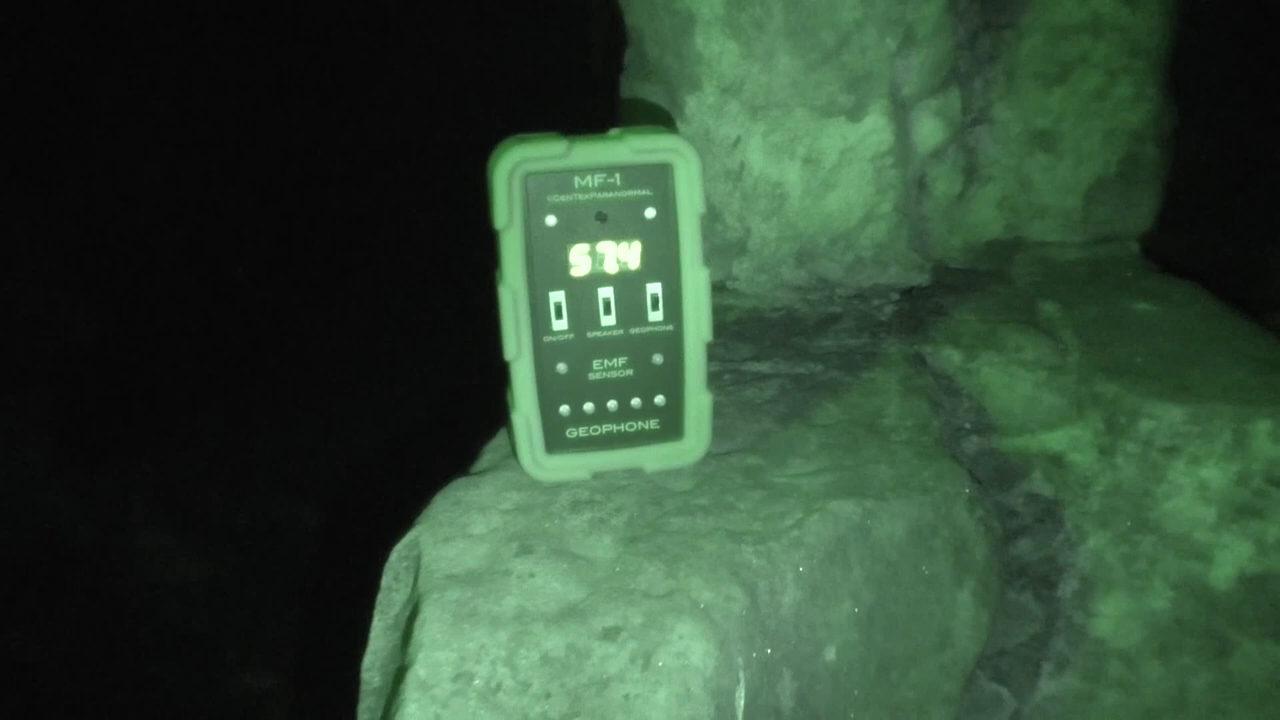 MF-1
574
ON/OFF SPEAKER GEOPHONE
EMF
SENSOR
GEOPHONE